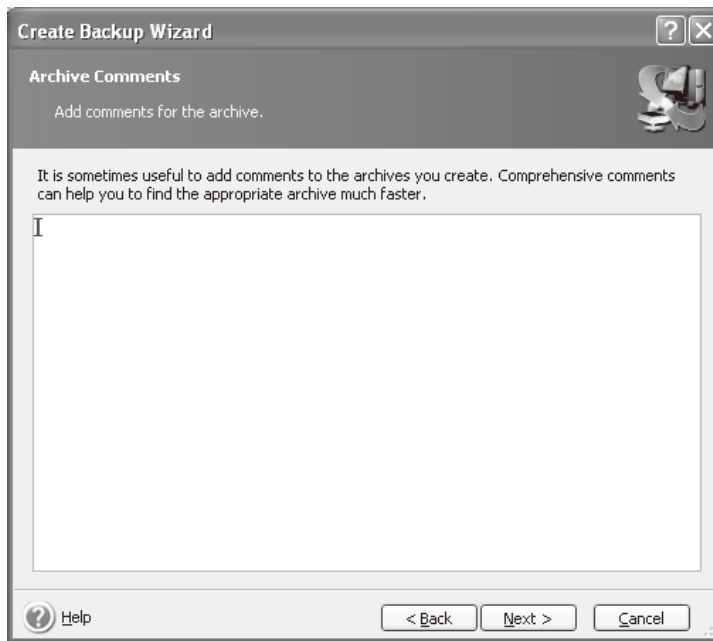 Create Backup Wizard
Archive Comments
Add comments for the archive.
It is sometimes useful to add comments to the archives you create. Comprehensive comments
can help you to find the appropriate archive much faster.
? Help
< Back
Next >
Cancel